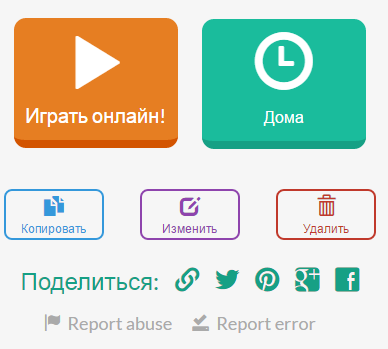 Играть онлайн! Дома
Копировать Изменить Удалить
Поделиться:
Report abuse Report error